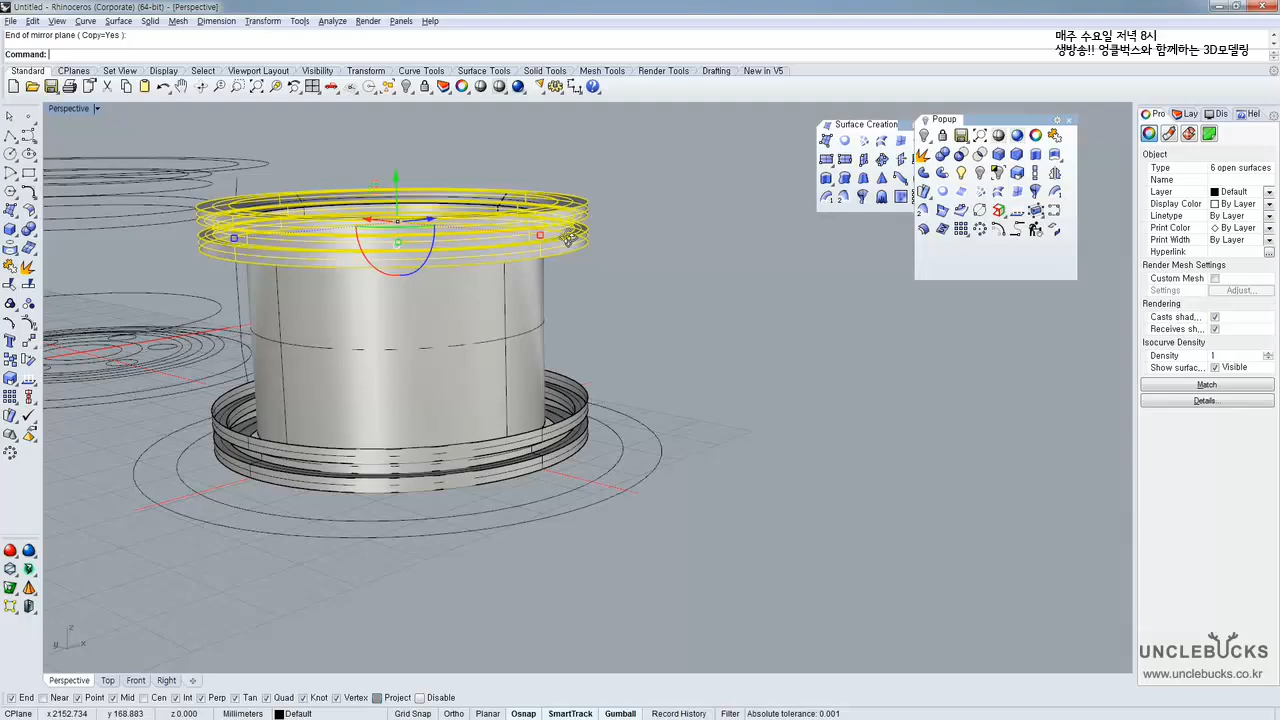 Untitled - Rhinoceros (Corporate) (64-bit) - [Perspective]
File Edit View Curve Surface Solid Mesh Dimension Transform Tools Analyze Render Panels Help
End of mirror plane ( Copy=Yes ):
매주 수요일 저녁 8시
Command:
생방송!! 엉클벅스와 함께하는 3D모델링
Standard CPlanes Set View Display Select Viewport Layout Visibility Transform Curve Tools Surface Tools Solid Tools Mesh Tools Render Tools Drafting New in V5
Perspective
Surface Creation
Popup
Pro Lay Dis Hel
Object
Type 6 open surfaces
Name
Layer Default
Display Color By Layer
Linetype By Layer
Print Color By Layer
Print Width By Layer
Hyperlink
Render Mesh Settings
Custom Mesh
Settings Adjust...
Rendering
Casts shad...
Receives sh...
Isocurve Density
Density 1
Show surfac... Visible
Match
Details...
z
y x
UNCLEBUCKS
www.unclebucks.co.kr
Perspective Top Front Right
End Near Point Mid Cen Int Perp Tan Quad Knot Vertex Project Disable
CPlane x 2152.734 y 168.883 z 0.000 Millimeters Default Grid Snap Ortho Planar Osnap SmartTrack Gumball Record History Filter Absolute tolerance: 0.001